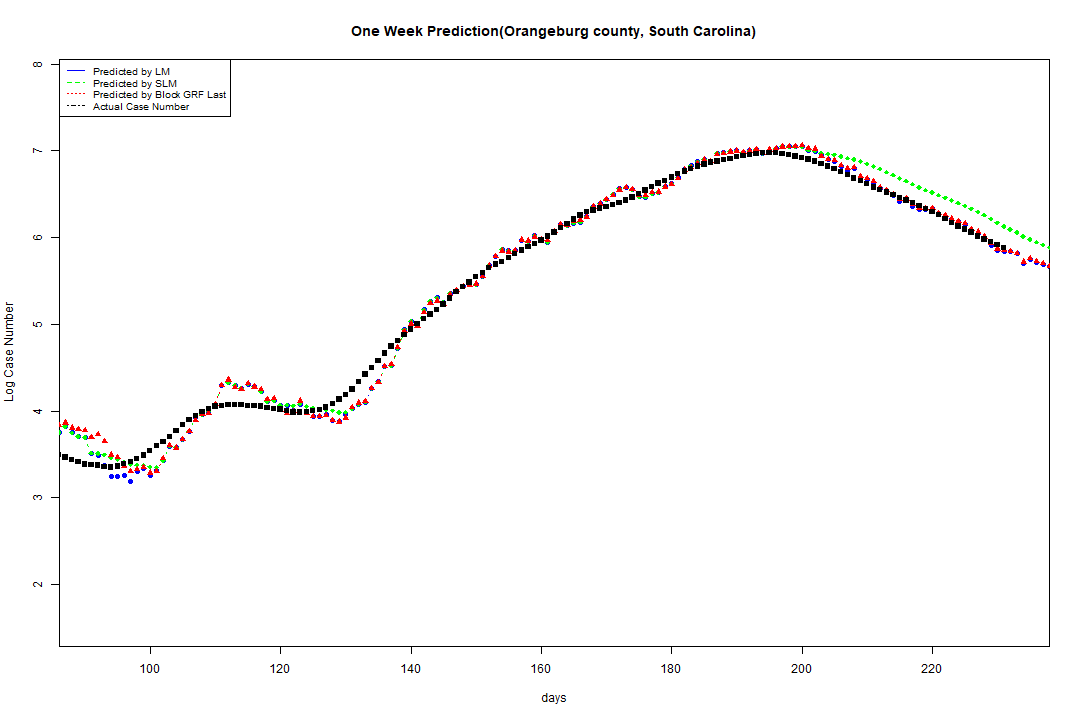 One Week Prediction(Orangeburg county, South Carolina)
Predicted by LM
Predicted by SLM
Predicted by Block GRF Last
Actual Case Number
8
7
6
5
4
3
2
Log Case Number
100 120 140 160 180 200 220
days